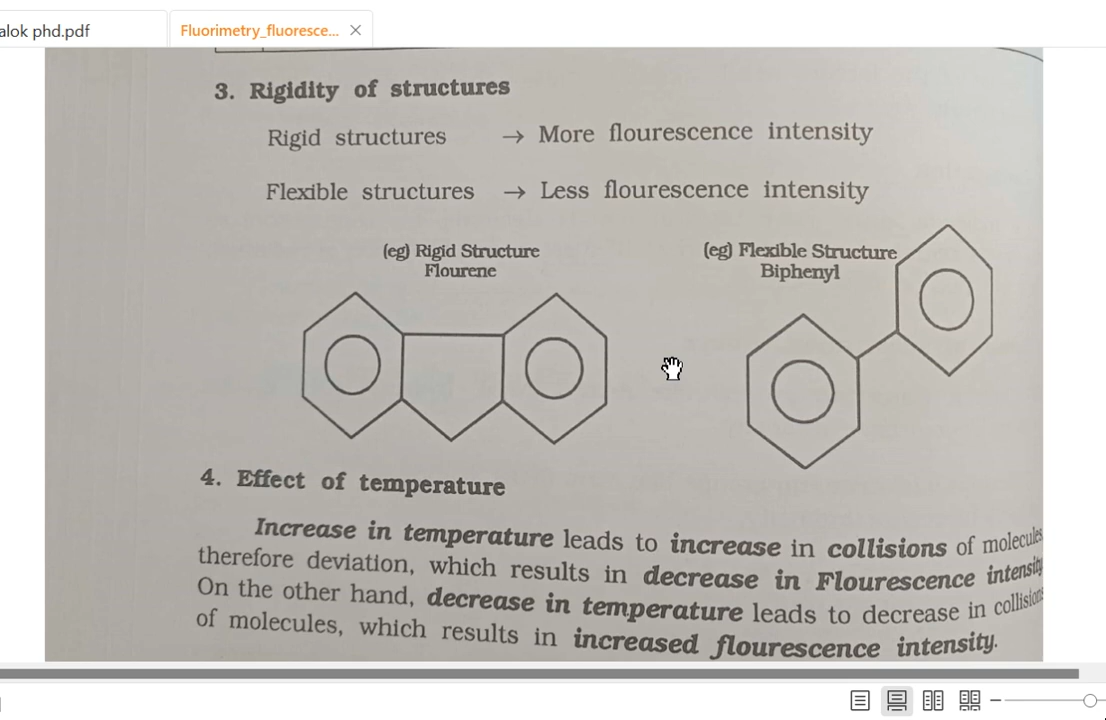 alok phd.pdf
Fluorimetry_fluoresce...
3. Rigidity of structures
Rigid structures → More flourescence intensity
Flexible structures → Less flourescence intensity
(eg) Rigid Structure
Flourene
(eg) Flexible Structure
Biphenyl
4. Effect of temperature
Increase in temperature leads to increase in collisions of molecules
therefore deviation, which results in decrease in Flourescence intensity
On the other hand, decrease in temperature leads to decrease in collisions
of molecules, which results in increased flourescence intensity.